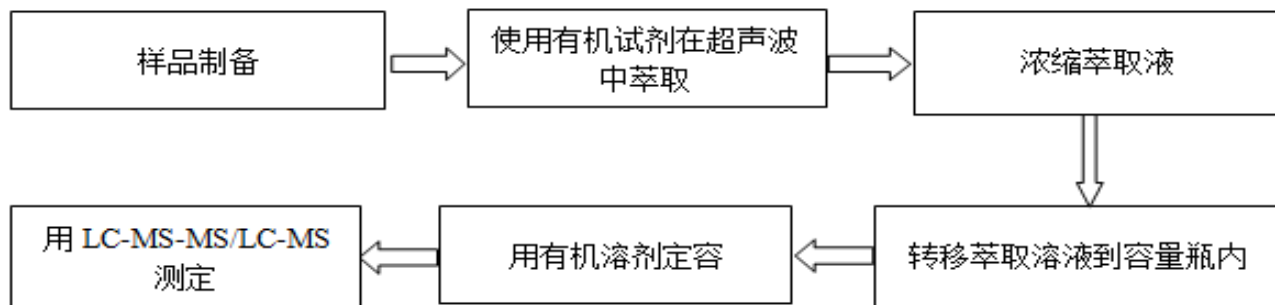 样品制备
使用有机试剂在超声波
中萃取
浓缩萃取液
转移萃取溶液到容量瓶内
用有机溶剂定容
用 LC-MS-MS/LC-MS
测定